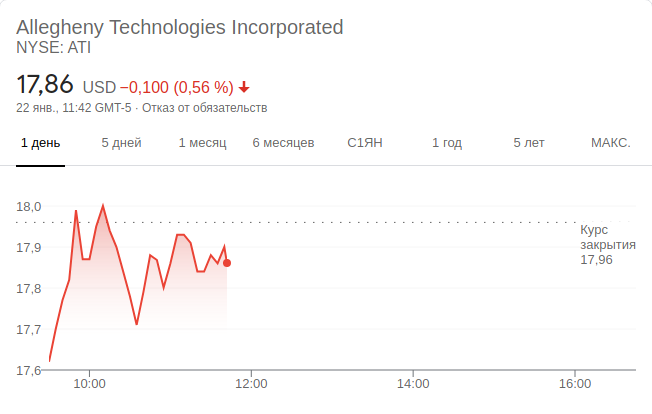 Allegheny Technologies Incorporated
NYSE: ATI
17,86 USD −0,100 (0,56 %)
22 янв., 11:42 GMT-5 · Отказ от обязательств
1 день 5 дней 1 месяц 6 месяцев С1ЯН 1 год 5 лет МАКС.
18,0
Курс
закрытия
17,96
17,9
17,8
17,7
17,6
10:00 12:00 14:00 16:00